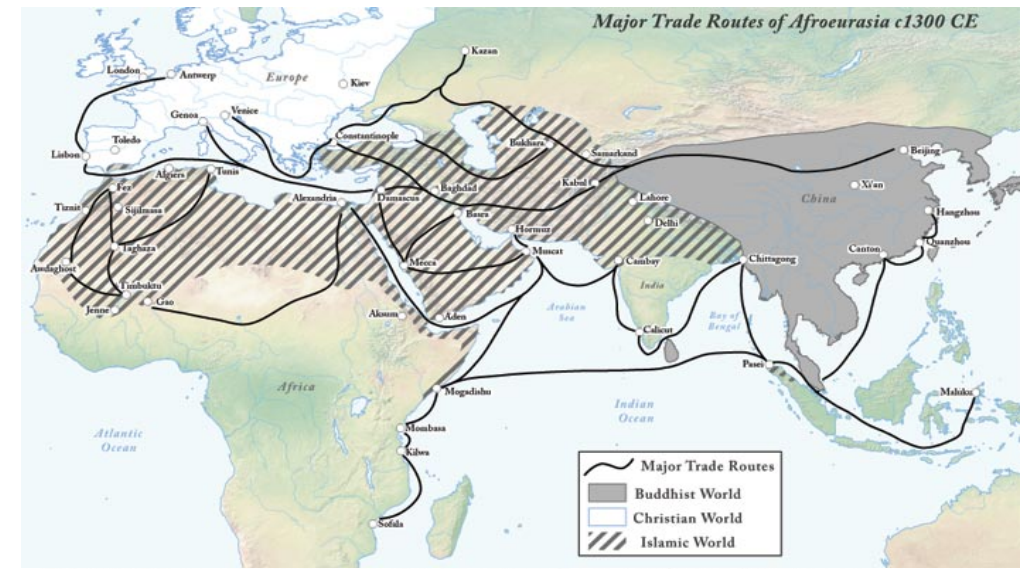 Major Trade Routes of Afroeurasia c1300 CE
Kazan
London
Antwerp
Europe
Kiev
Genoa
Venice
Toledo
Constantinople
Lisbon
Bukhara
Samarkand
Beijing
Algiers
Tunis
Fez
Kabul
Xi'an
Baghdad
Alexandria
Damascus
Lahore
China
Tiznit
Sijilmasa
Basra
Delhi
Hangzhou
Hormuz
Quanzhou
Taghaza
Muscat
Canton
Awdaghost
Mecca
Cambay
Chittagong
Timbuktu
India
Gao
Jenne
Aksum
Aden
Arabian
Sea
Bay of
Bengal
Calicut
Pasei
Africa
Mogadishu
Maluku
Indian
Ocean
Mombasa
Atlantic
Ocean
Kilwa
Sofala
Major Trade Routes
Buddhist World
Christian World
Islamic World